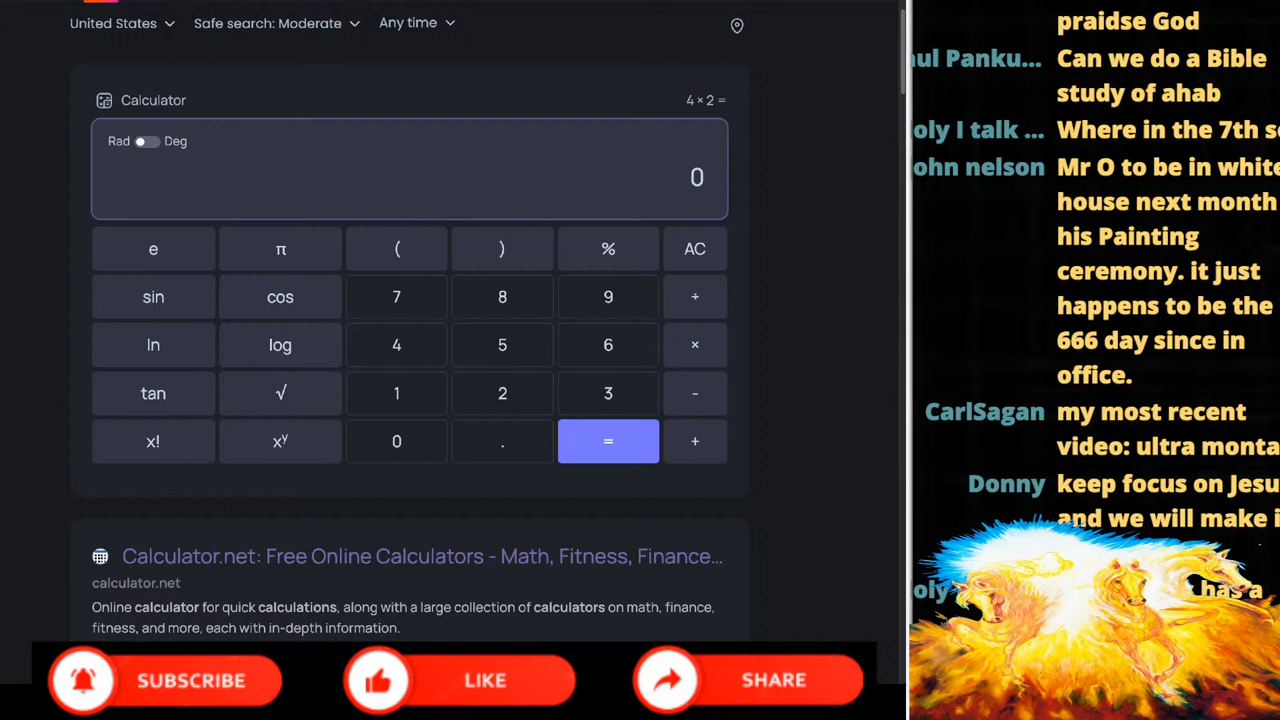 United States Safe search: Moderate Any time
Calculator 4 × 2 =
Rad Deg
0
e π ( ) % AC
sin cos 7 8 9 ÷
ln log 4 5 6 ×
tan √ 1 2 3 -
x! xʸ 0 . = +
Calculator.net: Free Online Calculators - Math, Fitness, Finance...
calculator.net
Online calculator for quick calculations, along with a large collection of calculators on math, finance,
fitness, and more, each with in-depth information.
SUBSCRIBE LIKE SHARE
praidse God
Panku... Can we do a Bible
study of ahab
I talk ... Where in the 7th
nelson Mr O to be in white
house next month
his Painting
ceremony. it just
happens to be the
666 day since in
office.
CarlSagan my most recent
video: ultra
Donny keep focus on
and we will make
has a